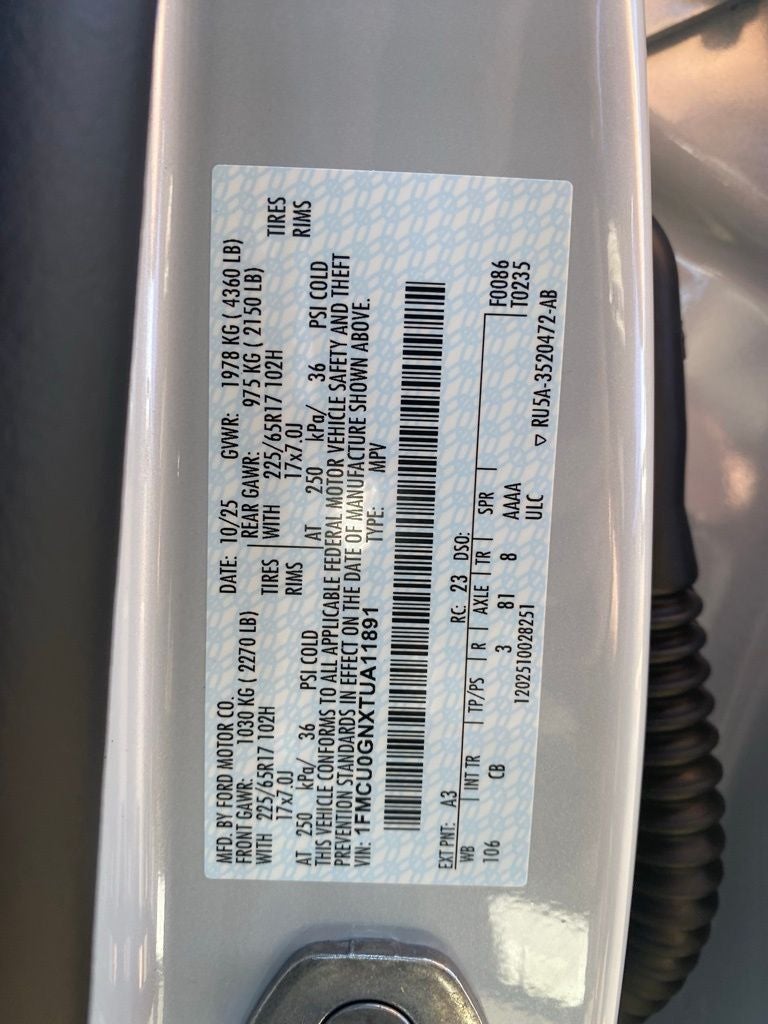 MFD. BY FORD MOTOR CO. DATE: 10/25 GVWR: 1978 KG ( 4360 LB)
FRONT GAWR: 1030 KG ( 2270 LB) REAR GAWR: 975 KG ( 2150 LB)
WITH 225/65R17 102H TIRES WITH 225/65R17 102H TIRES
17x7.0J RIMS 17x7.0J RIMS
AT 250 kPa/ 36 PSI COLD AT 250 kPa/ 36 PSI COLD
THIS VEHICLE CONFORMS TO ALL APPLICABLE FEDERAL MOTOR VEHICLE SAFETY AND THEFT
PREVENTION STANDARDS IN EFFECT ON THE DATE OF MANUFACTURE SHOWN ABOVE.
VIN: 1FMCU0GNXTUA11891 TYPE: MPV
EXT PNT: A3 RC: 23 DSO: F0086
WB INT TR TP/PS R AXLE TR SPR T0235
106 CB 3 81 8 AAAA
1202510028251 ULC ▽ RU5A-3520472-AB